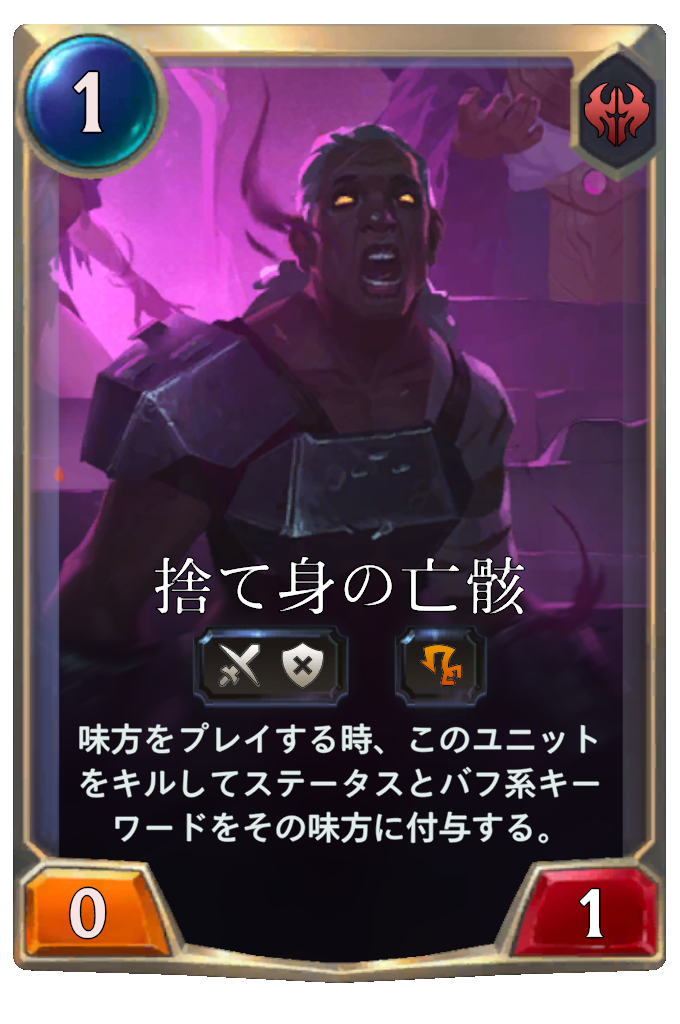 1
捨て身の亡骸
味方をプレイする時、このユニット
をキルしてステータスとバフ系キー
ワードをその味方に付与する。
0
1